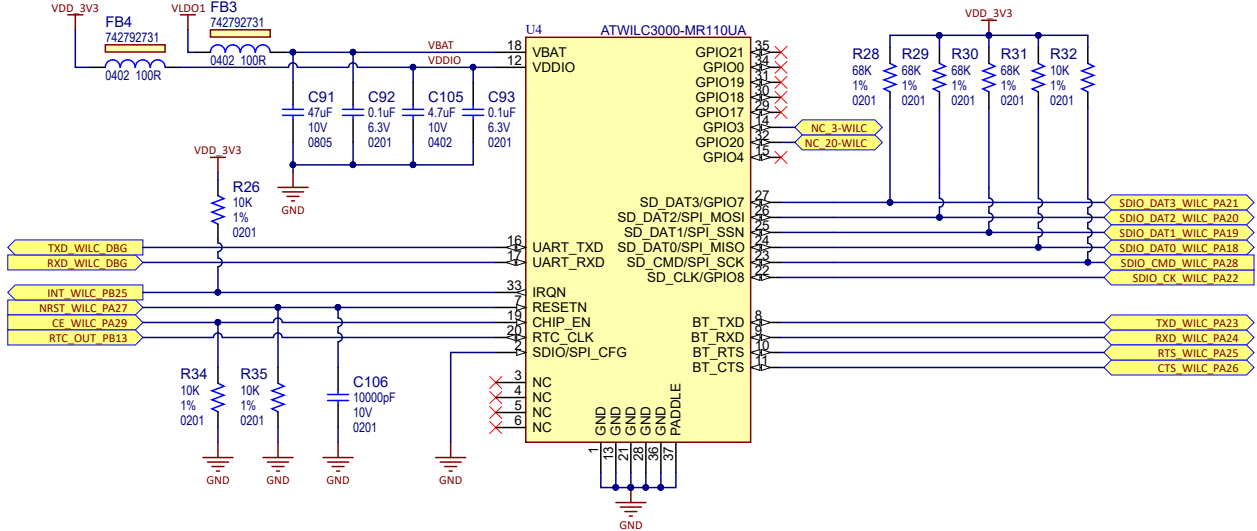 VDD_3V3
FB4
742792731
0402 100R
VLDO1
FB3
742792731
0402 100R
VBAT
VDDIO
C91
47uF
10V
0805
C92
0.1uF
6.3V
0201
C105
4.7uF
10V
0402
C93
0.1uF
6.3V
0201
GND
VDD_3V3
R26
10K
1%
0201
TXD_WILC_DBG
RXD_WILC_DBG
INT_WILC_PB25
NRST_WILC_PA27
CE_WILC_PA29
RTC_OUT_PB13
R34
10K
1%
0201
GND
R35
10K
1%
0201
GND
C106
10000pF
10V
0201
GND
GND
U4
ATWILC3000-MR110UA
18 VBAT
12 VDDIO
16 UART_TXD
17 UART_RXD
33 IRQN
7 RESETN
19 CHIP_EN
20 RTC_CLK
2 SDIO/SPI_CFG
3 NC
4 NC
5 NC
6 NC
GPIO21 35
GPIO0 34
GPIO19 31
GPIO18 30
GPIO17 29
GPIO3 14
GPIO20 32
GPIO4 15
SD_DAT3/GPIO7 27
SD_DAT2/SPI_MOSI 26
SD_DAT1/SPI_SSN 25
SD_DAT0/SPI_MISO 24
SD_CMD/SPI_SCK 23
SD_CLK/GPIO8 22
BT_TXD 8
BT_RXD 9
BT_RTS 10
BT_CTS 11
GND 1
GND 13
GND 21
GND 28
GND 36
PADDLE 37
GND
NC_3-WILC
NC_20-WILC
VDD_3V3
R28
68K
1%
0201
R29
68K
1%
0201
R30
68K
1%
0201
R31
68K
1%
0201
R32
10K
1%
0201
SDIO_DAT3_WILC_PA21
SDIO_DAT2_WILC_PA20
SDIO_DAT1_WILC_PA19
SDIO_DAT0_WILC_PA18
SDIO_CMD_WILC_PA28
SDIO_CK_WILC_PA22
TXD_WILC_PA23
RXD_WILC_PA24
RTS_WILC_PA25
CTS_WILC_PA26